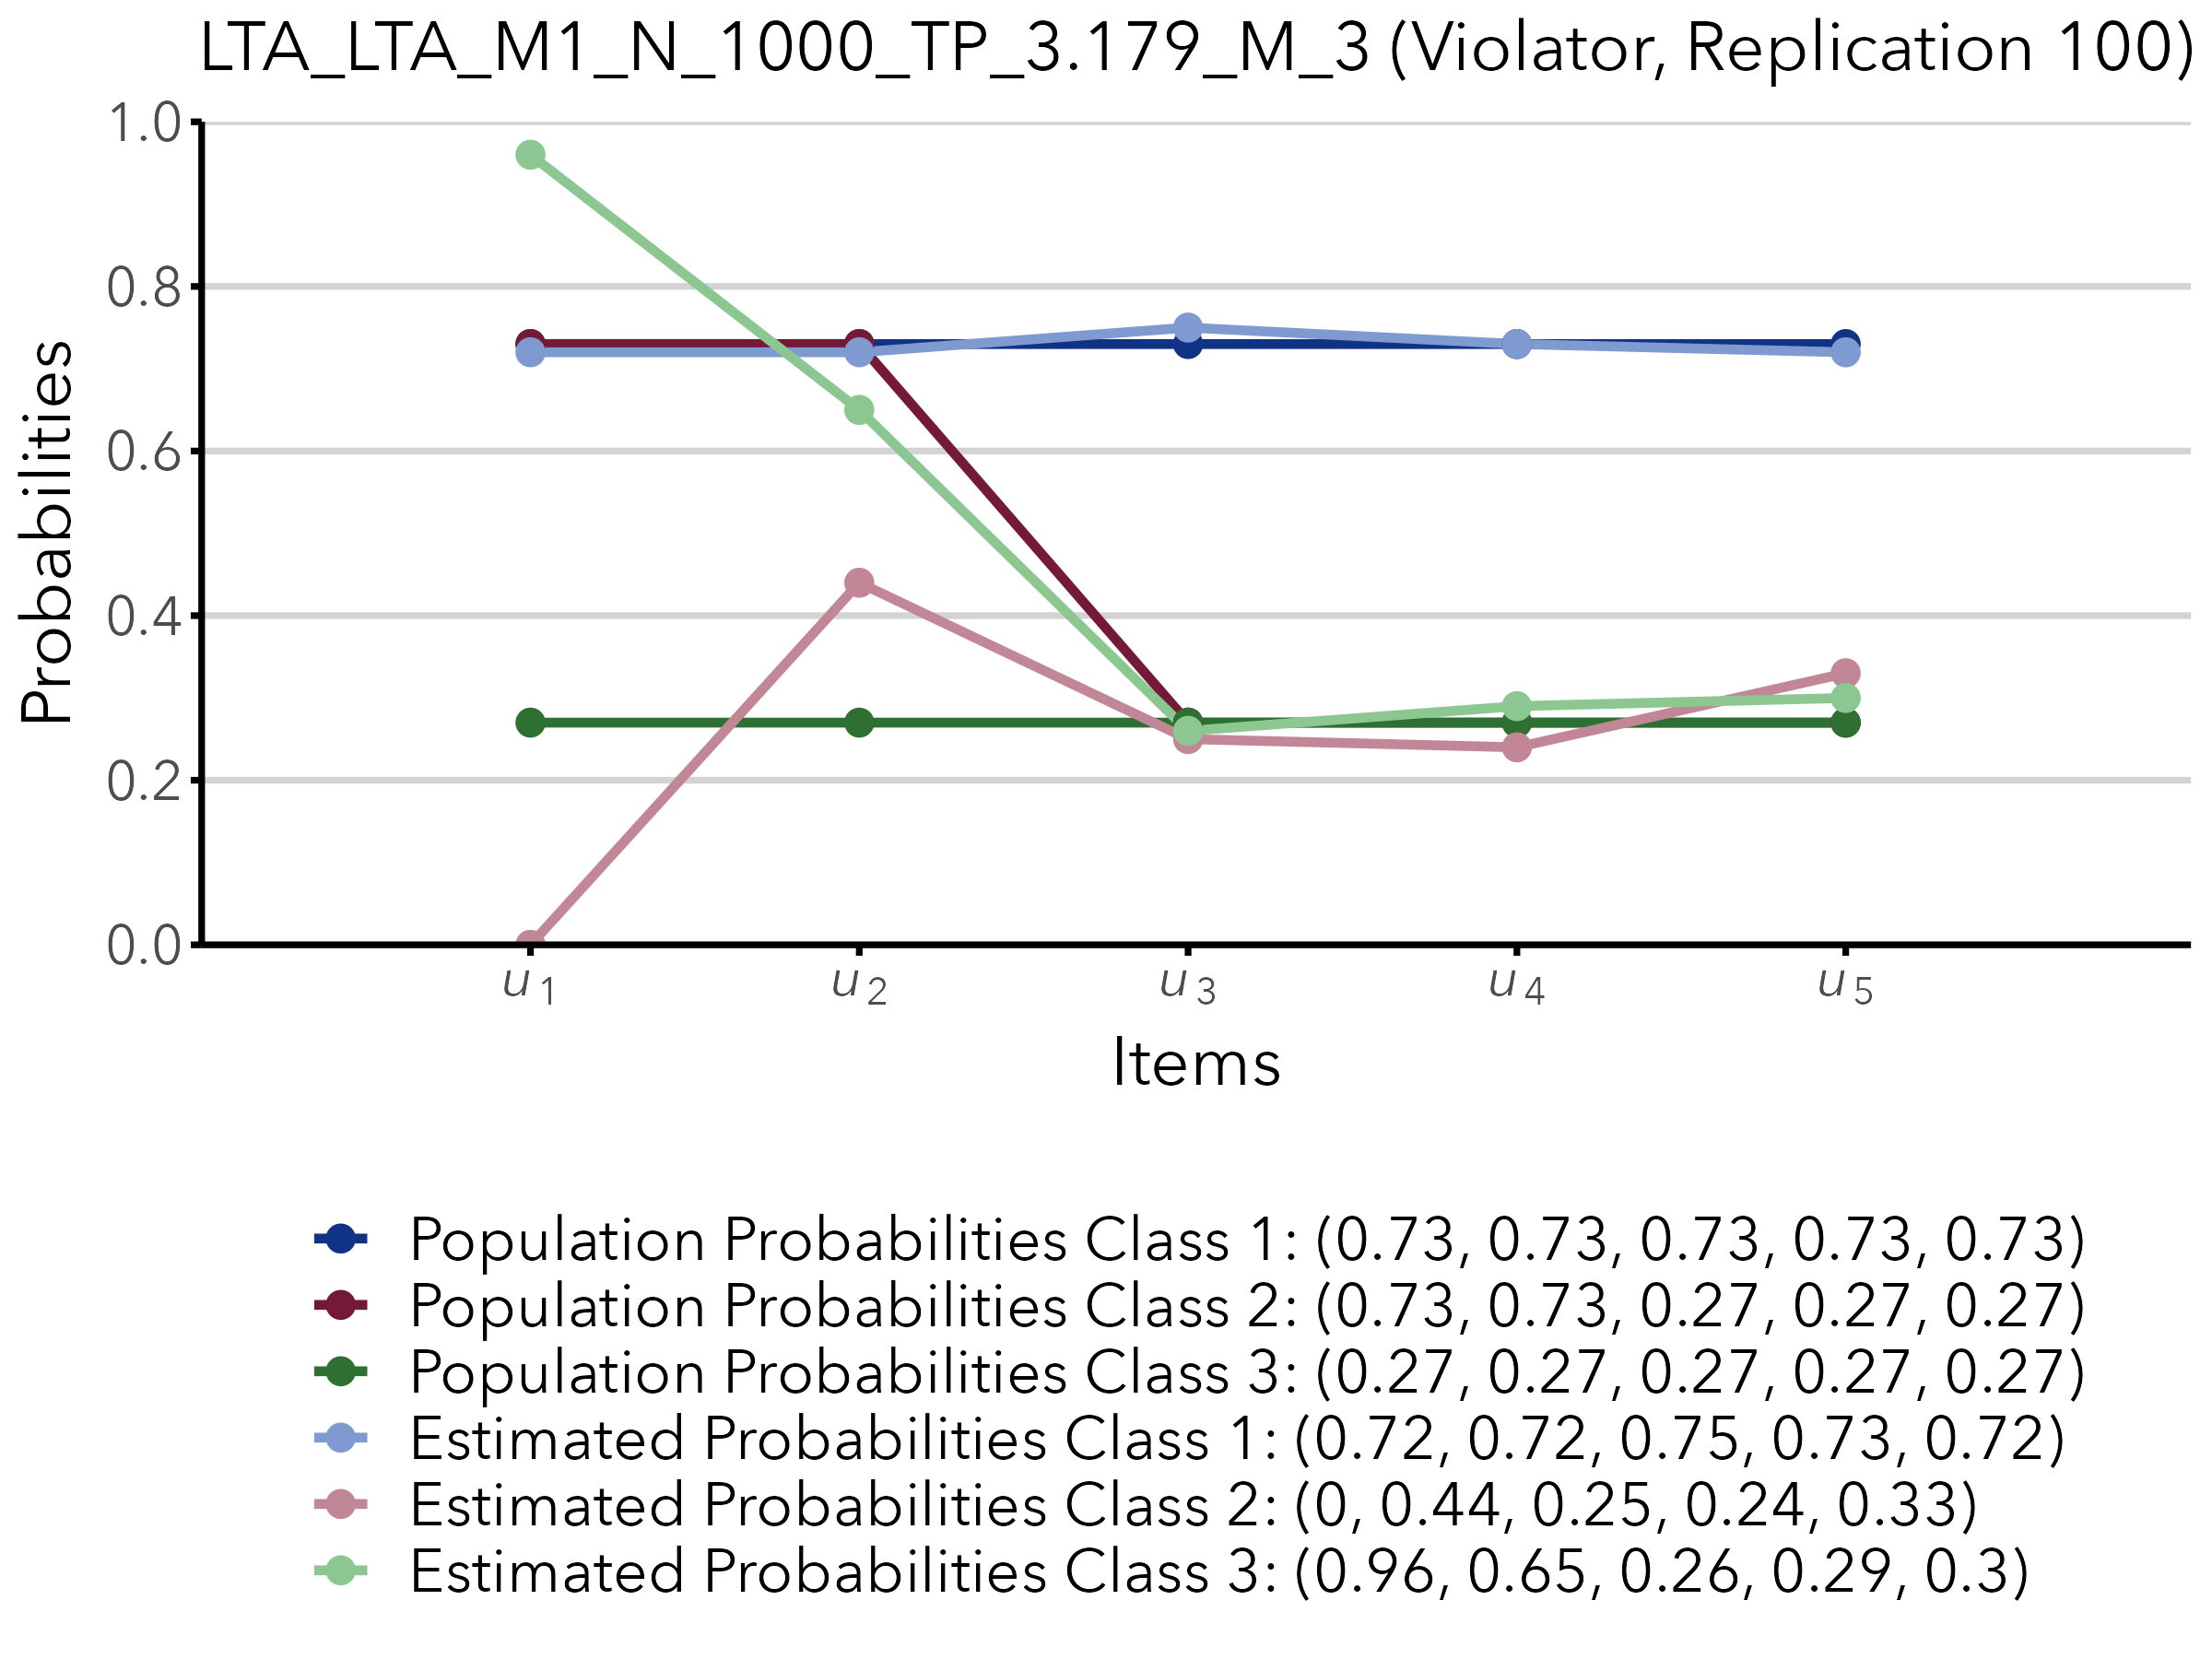 LTA_LTA_M1_N_1000_TP_3.179_M_3 (Violator, Replication 100)
1.0
0.8
0.6
0.4
0.2
0.0
Probabilities
u1 u2 u3 u4 u5
Items
Population Probabilities Class 1: (0.73, 0.73, 0.73, 0.73, 0.73)
Population Probabilities Class 2: (0.73, 0.73, 0.27, 0.27, 0.27)
Population Probabilities Class 3: (0.27, 0.27, 0.27, 0.27, 0.27)
Estimated Probabilities Class 1: (0.72, 0.72, 0.75, 0.73, 0.72)
Estimated Probabilities Class 2: (0, 0.44, 0.25, 0.24, 0.33)
Estimated Probabilities Class 3: (0.96, 0.65, 0.26, 0.29, 0.3)